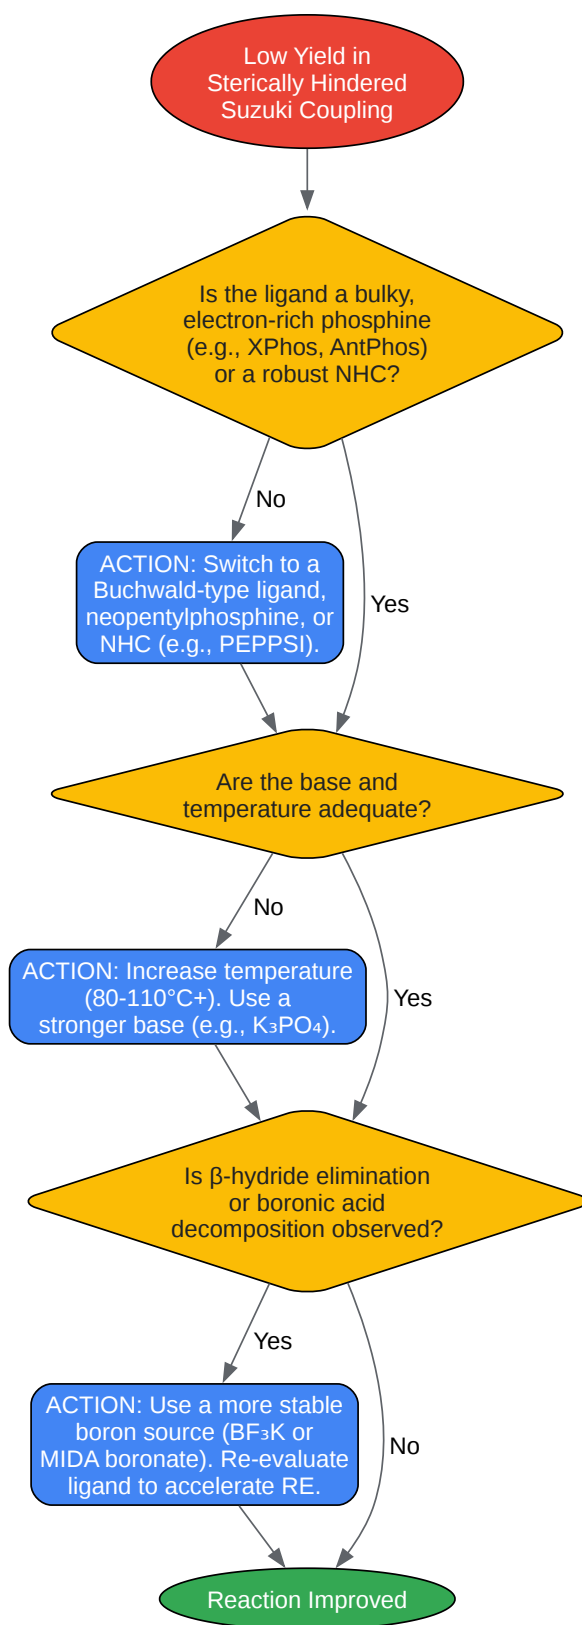 Low Yield in
Sterically Hindered
Suzuki Coupling
Is the ligand a bulky,
electron-rich phosphine
(e.g., XPhos, AntPhos)
or a robust NHC?
No
ACTION: Switch to a
Buchwald-type ligand,
neopentylphosphine, or
NHC (e.g., PEPPSI).
Yes
Are the base and
temperature adequate?
No
ACTION: Increase temperature
(80-110°C+). Use a
stronger base (e.g., K₃PO₄).
Yes
Is β-hydride elimination
or boronic acid
decomposition observed?
Yes
ACTION: Use a more stable
boron source (BF₃K or
MIDA boronate). Re-evaluate
ligand to accelerate RE.
No
Reaction Improved